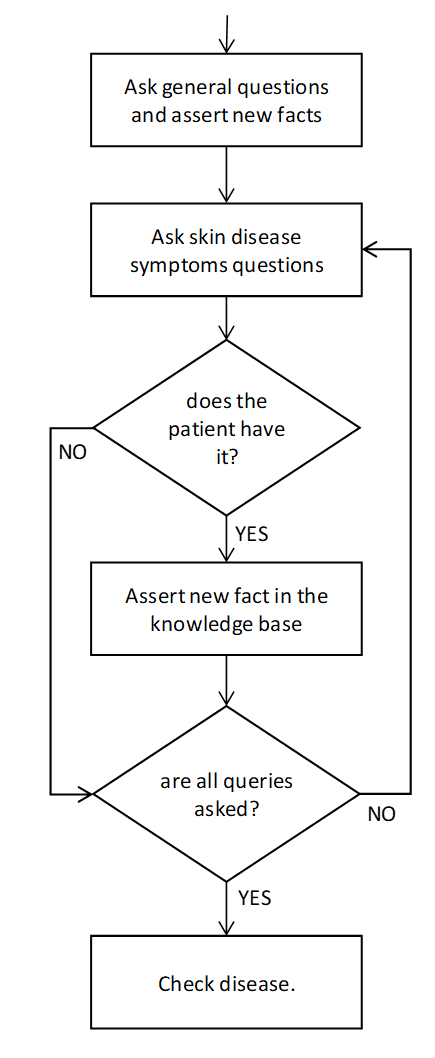 Ask general questions
and assert new facts
Ask skin disease
symptoms questions
does the
patient have
it?
NO
YES
Assert new fact in the
knowledge base
are all queries
asked?
NO
YES
Check disease.